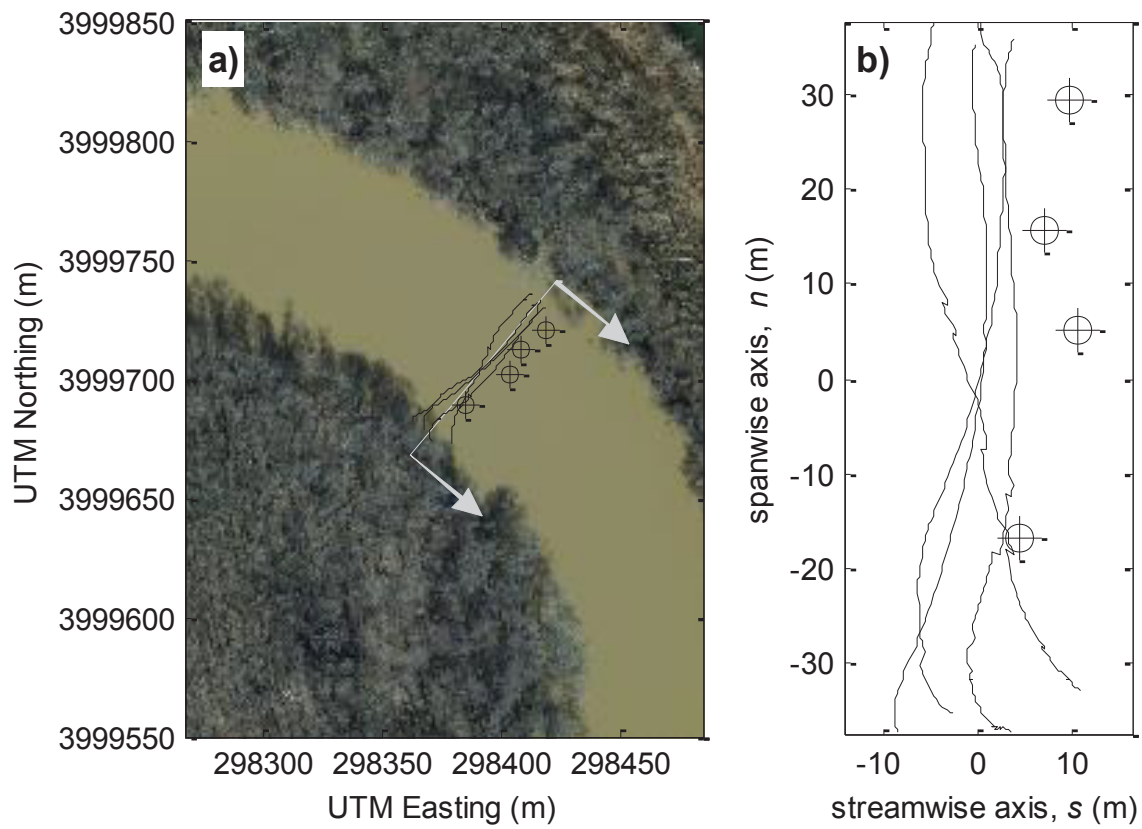 a)
UTM Northing (m)
3999850
3999800
3999750
3999700
3999650
3999600
3999550
298300 298350 298400 298450
UTM Easting (m)
b)
spanwise axis, n (m)
30
20
10
0
-10
-20
-30
-10 0 10
streamwise axis, s (m)